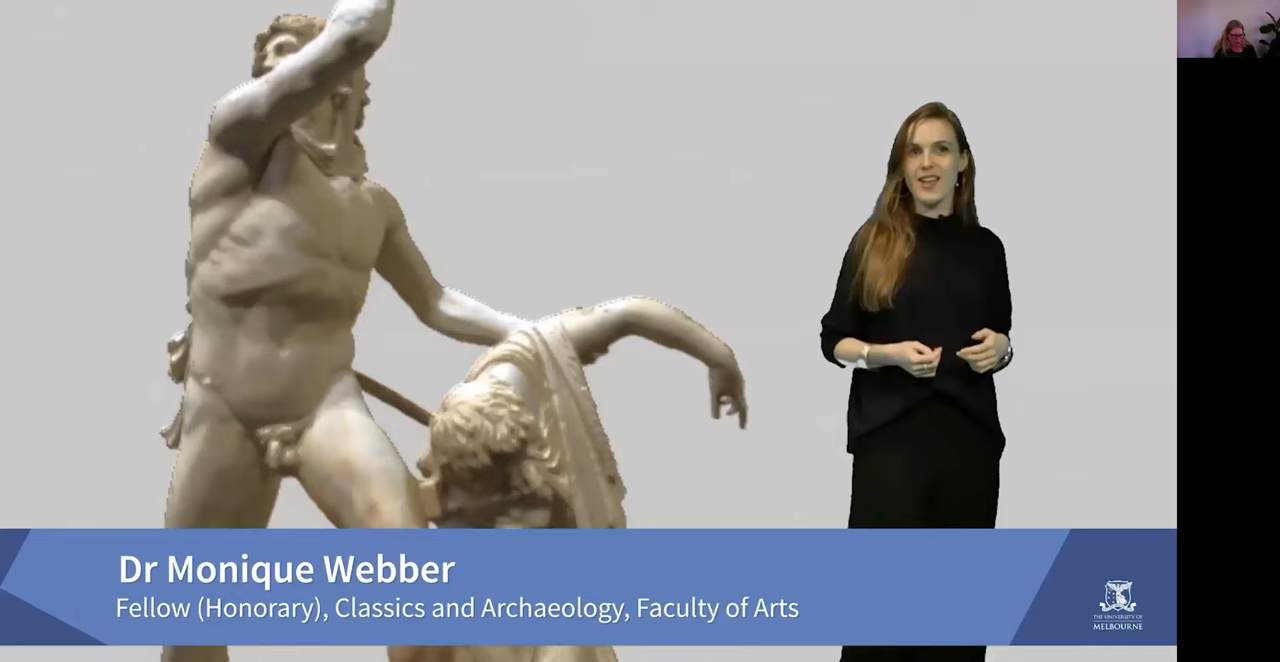 Dr Monique Webber
Fellow (Honorary), Classics and Archaeology, Faculty of Arts
THE UNIVERSITY OF
MELBOURNE